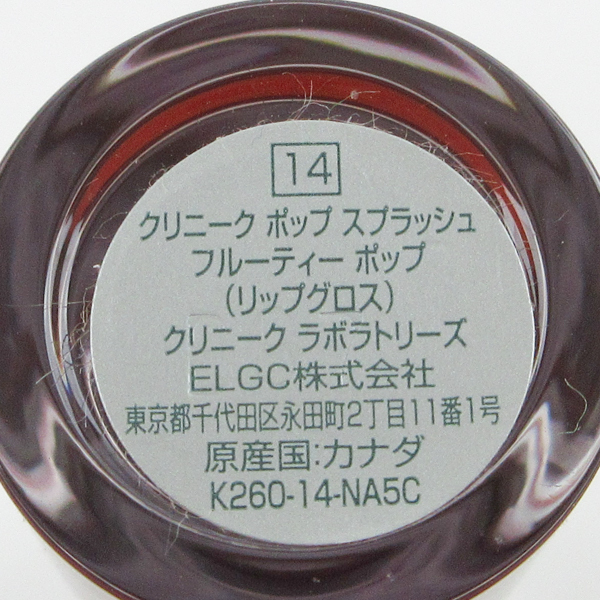 14
クリニーク ポップ スプラッシュ
フルーティー ポップ
(リップグロス)
クリニーク ラボラトリーズ
ELGC株式会社
東京都千代田区永田町2丁目11番1号
原産国:カナダ
K260-14-NA5C